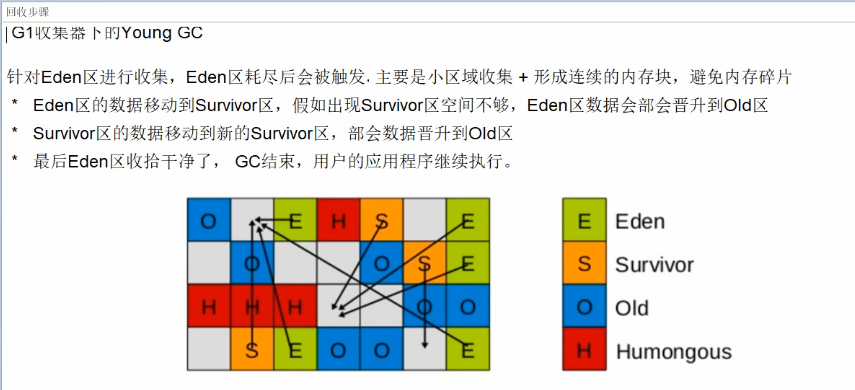 回收步骤
G1收集器下的Young GC
针对Eden区进行收集，Eden区耗尽后会被触发. 主要是小区域收集 + 形成连续的内存块，避免内存碎片
* Eden区的数据移动到Survivor区，假如出现Survivor区空间不够，Eden区数据会部会晋升到Old区
* Survivor区的数据移动到新的Survivor区，部会数据晋升到Old区
* 最后Eden区收拾干净了， GC结束，用户的应用程序继续执行。
O E H S E E Eden
O O S E S Survivor
H H H O O O Old
S E O O E H Humongous